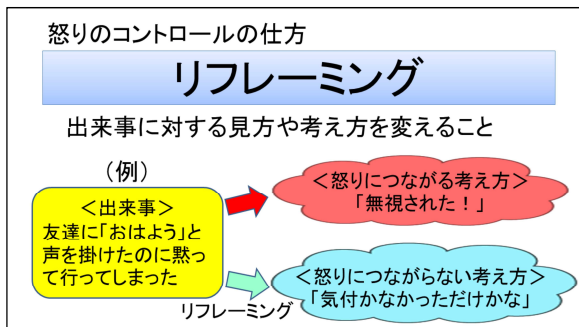 怒りのコントロールの仕方
リフレーミング
出来事に対する見方や考え方を変えること
（例）
＜出来事＞
友達に「おはよう」と
声を掛けたのに黙って
行ってしまった
＜怒りにつながる考え方＞
「無視された！」
＜怒りにつながらない考え方＞
「気付かなかっただけかな」
リフレーミング